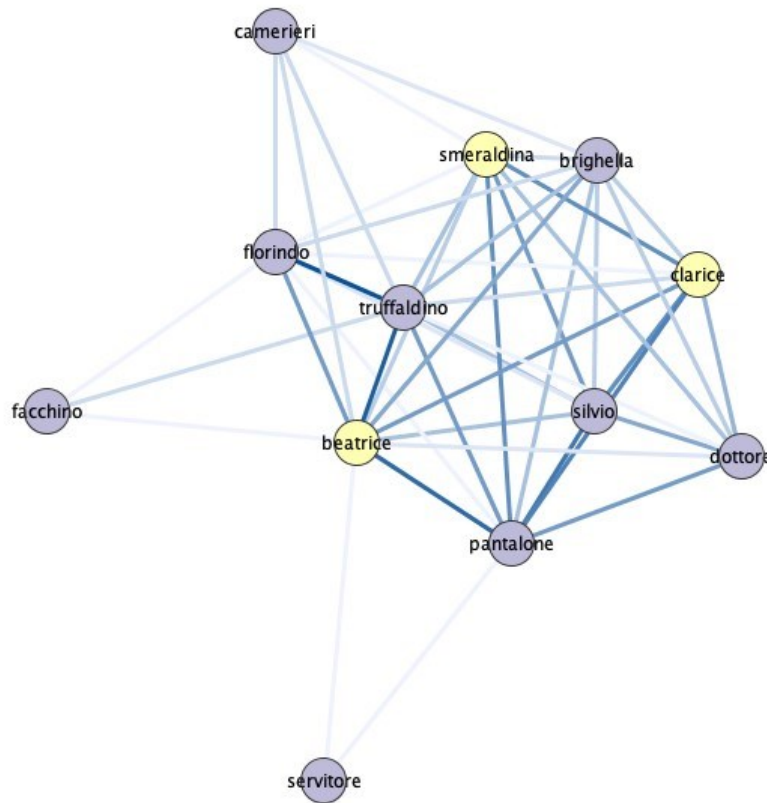 camerieri
smeraldina
brighella
florindo
clarice
truffaldino
facchino
silvio
beatrice
dottore
pantalone
servitore